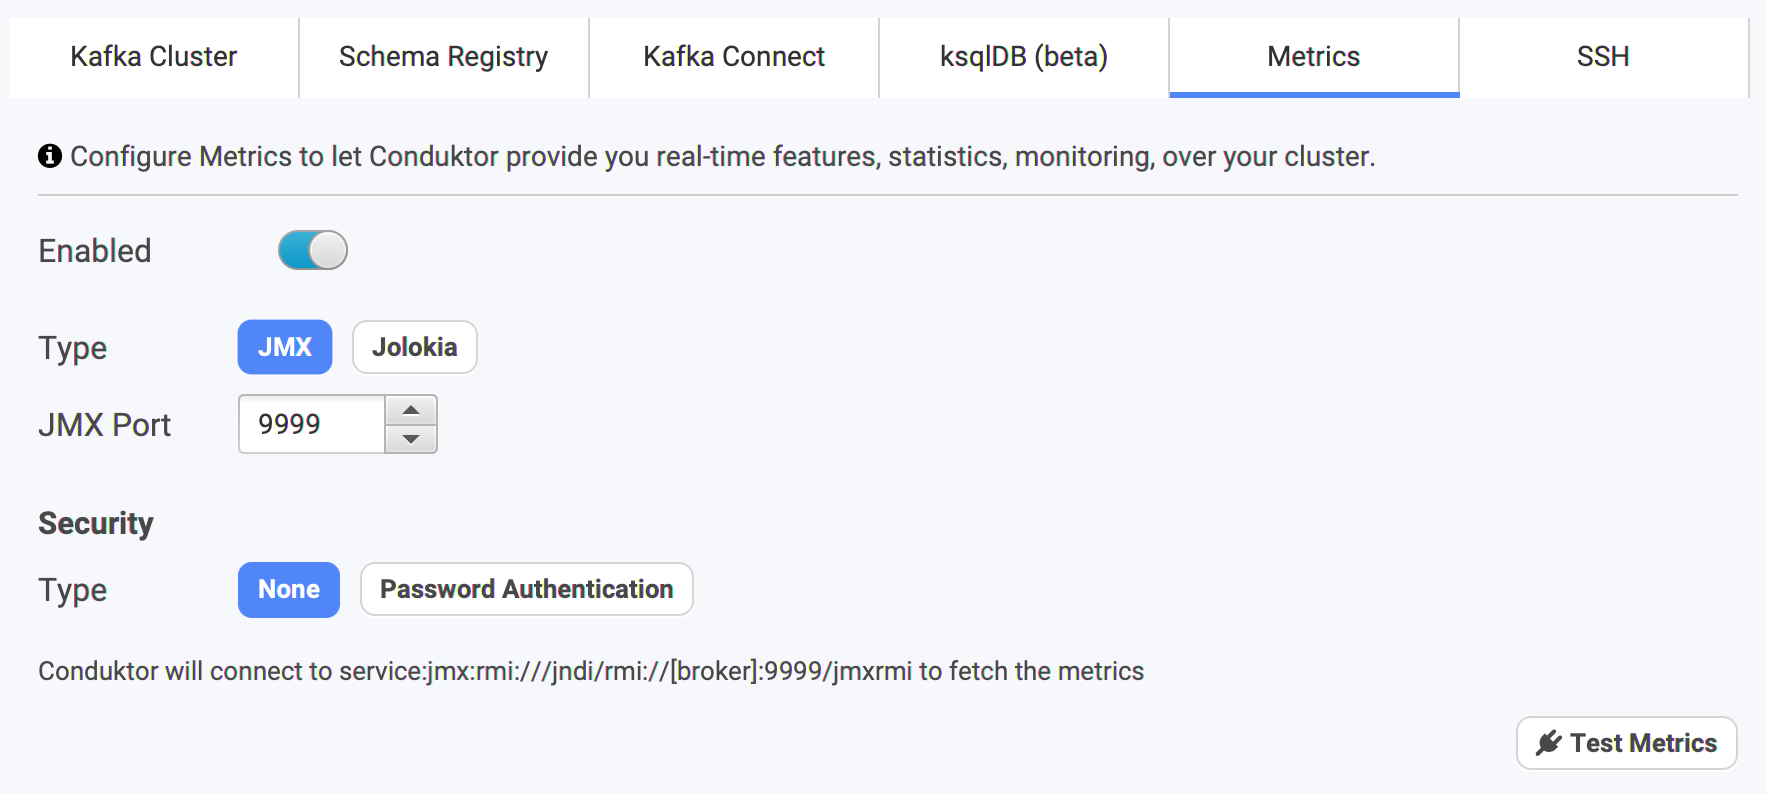 Kafka Cluster Schema Registry Kafka Connect ksqlDB (beta) Metrics SSH
Configure Metrics to let Conduktor provide you real-time features, statistics, monitoring, over your cluster.
Enabled
Type JMX Jolokia
JMX Port 9999
Security
Type None Password Authentication
Conduktor will connect to service:jmx:rmi:///jndi/rmi://[broker]:9999/jmxrmi to fetch the metrics
Test Metrics